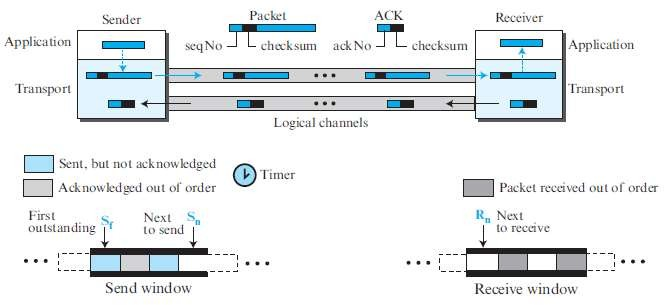 Sender
Packet
ACK
Receiver
Application
seqNo
checksum
ackNo
checksum
Application
Transport
Transport
Logical channels
Sent, but not acknowledged
Acknowledged out of order
Timer
Packet received out of order
First
outstanding
Sf
Next
to send
Sn
Rn
Next
to receive
Send window
Receive window